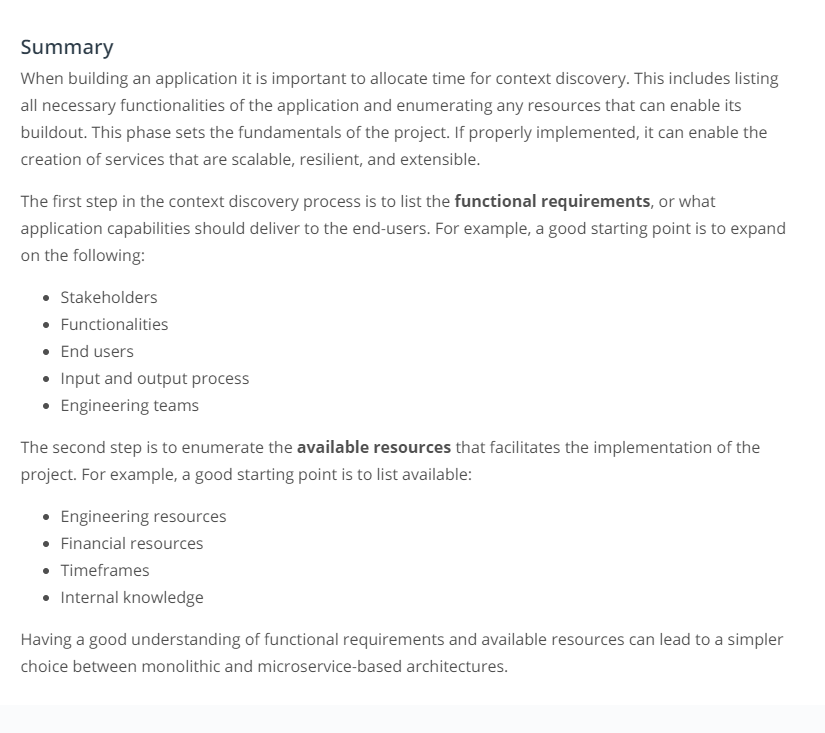 Summary
When building an application it is important to allocate time for context discovery. This includes listing
all necessary functionalities of the application and enumerating any resources that can enable its
buildout. This phase sets the fundamentals of the project. If properly implemented, it can enable the
creation of services that are scalable, resilient, and extensible.
The first step in the context discovery process is to list the functional requirements, or what
application capabilities should deliver to the end-users. For example, a good starting point is to expand
on the following:
• Stakeholders
• Functionalities
• End users
• Input and output process
• Engineering teams
The second step is to enumerate the available resources that facilitates the implementation of the
project. For example, a good starting point is to list available:
• Engineering resources
• Financial resources
• Timeframes
• Internal knowledge
Having a good understanding of functional requirements and available resources can lead to a simpler
choice between monolithic and microservice-based architectures.